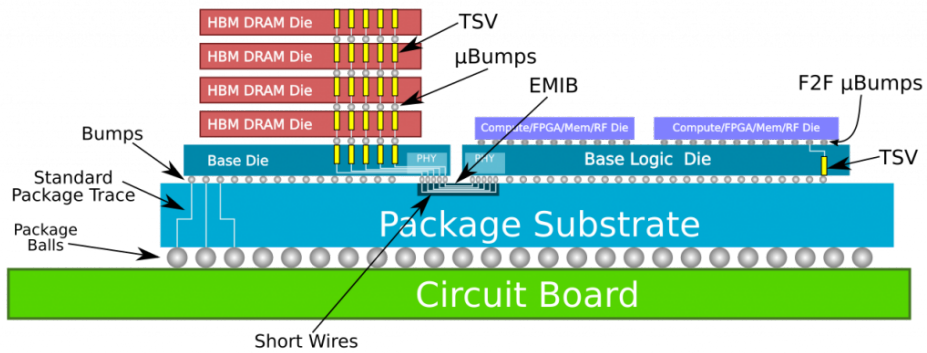 HBM DRAM Die
TSV
HBM DRAM Die
μBumps
HBM DRAM Die
EMIB
F2F μBumps
HBM DRAM Die
Compute/FPGA/Mem/RF Die
Compute/FPGA/Mem/RF Die
Bumps
Base Die
PHY
PHY
Base Logic Die
TSV
Standard
Package Trace
Package Substrate
Package
Balls
Circuit Board
Short Wires